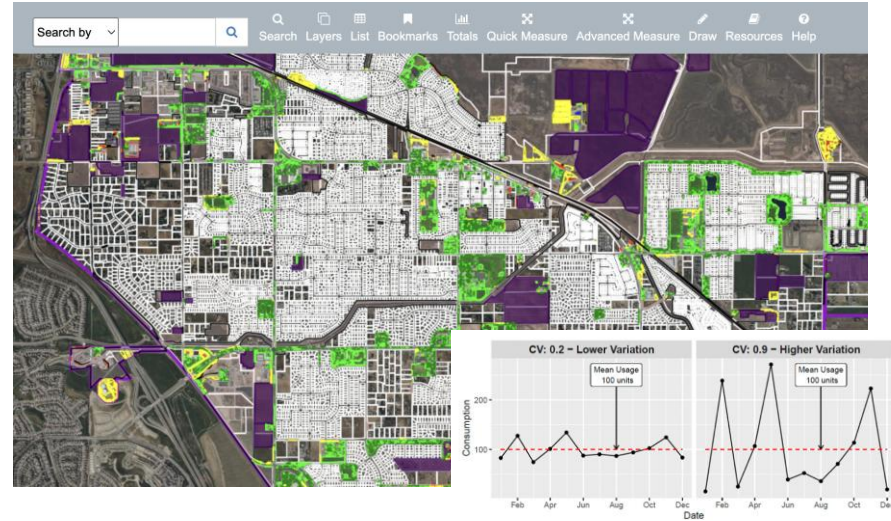 Search by
Search Layers List Bookmarks Totals Quick Measure Advanced Measure Draw Resources Help
CV: 0.2 − Lower Variation
CV: 0.9 − Higher Variation
Mean Usage
100 units
Mean Usage
100 units
Consumption
200
100
Feb Apr Jun Aug Oct Dec
Feb Apr Jun Aug Oct De
Date